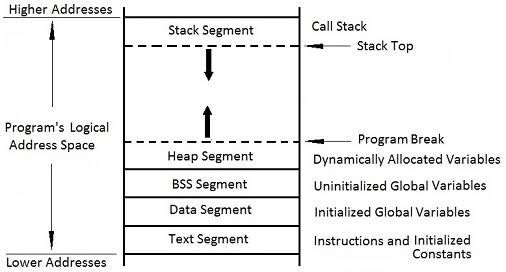 Higher Addresses
Stack Segment
Call Stack
Stack Top
Program's Logical
Address Space
Program Break
Heap Segment
Dynamically Allocated Variables
BSS Segment
Uninitialized Global Variables
Data Segment
Initialized Global Variables
Text Segment
Instructions and Initialized
Constants
Lower Addresses